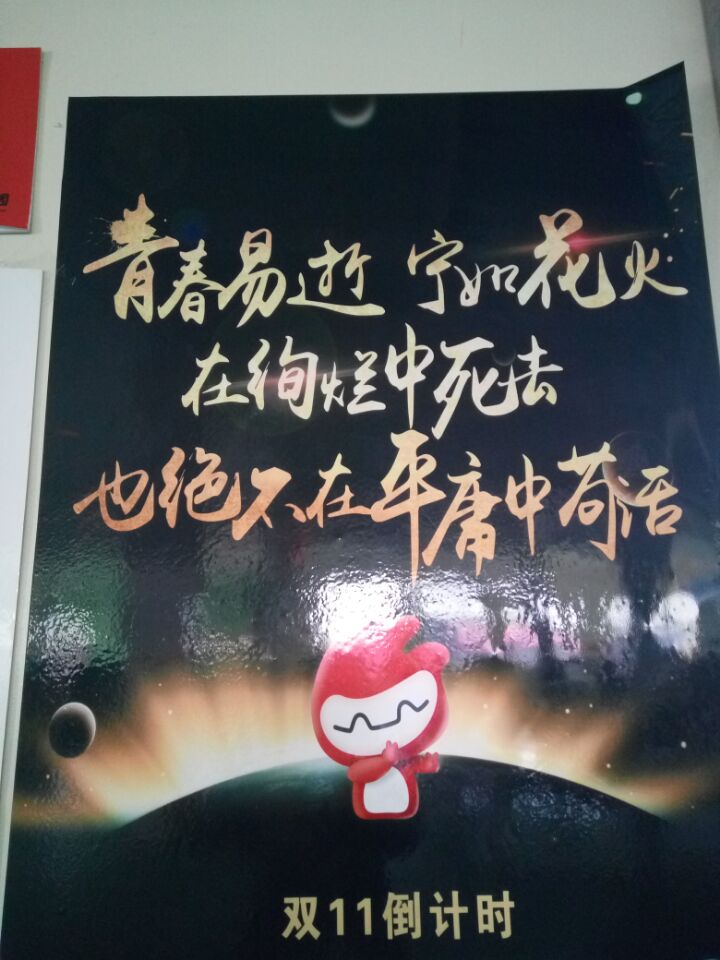 青春易逝 宁如花火
在绚烂中死去
也绝不在平庸中苟活
双11倒计时